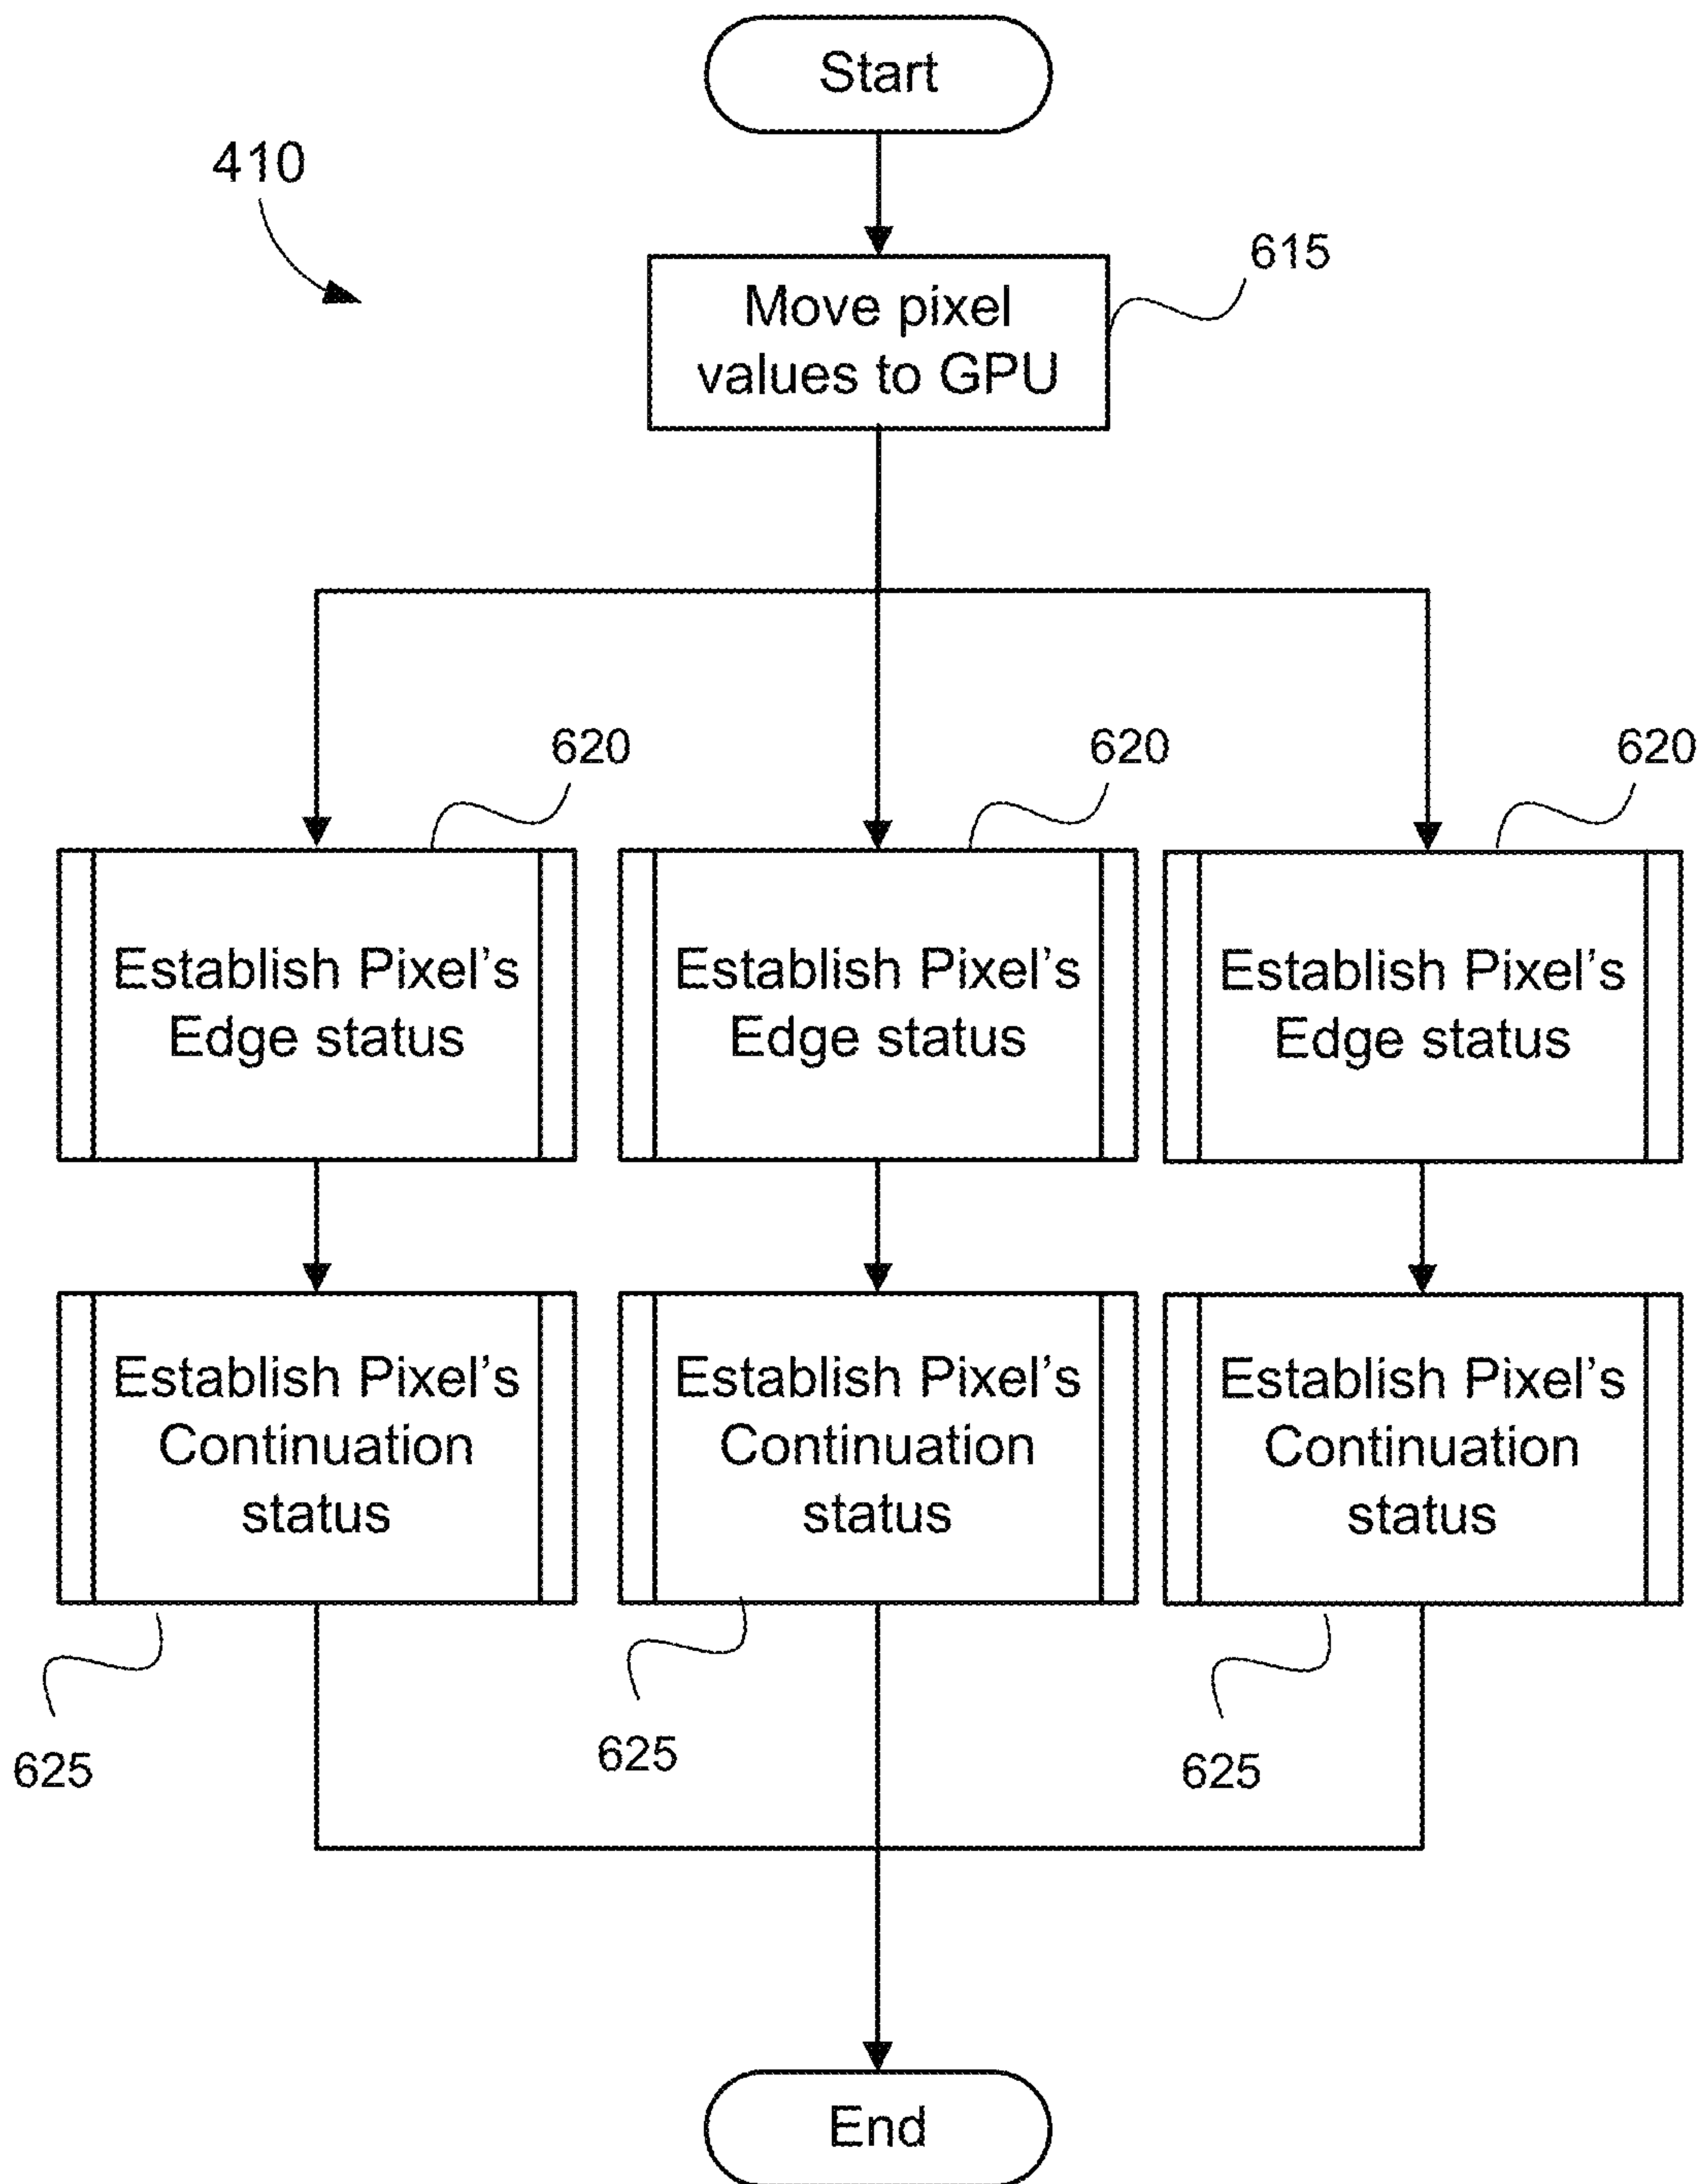 Start
410
615
Move pixel
values to GPU
620
620
620
Establish Pixel's
Edge status
Establish Pixel's
Edge status
Establish Pixel's
Edge status
Establish Pixel's
Continuation
status
Establish Pixel's
Continuation
status
Establish Pixel's
Continuation
status
625
625
625
End